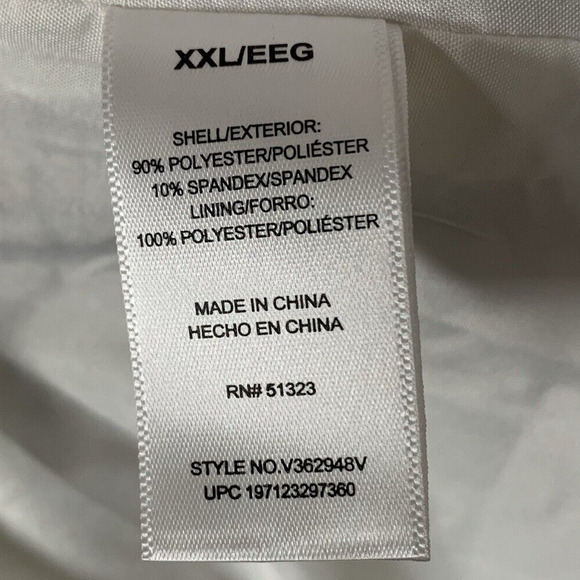 XXL/EEG
SHELL/EXTERIOR:
90% POLYESTER/POLIÉSTER
10% SPANDEX/SPANDEX
LINING/FORRO:
100% POLYESTER/POLIÉSTER
MADE IN CHINA
HECHO EN CHINA
RN# 51323
STYLE NO.V362948V
UPC 197123297360